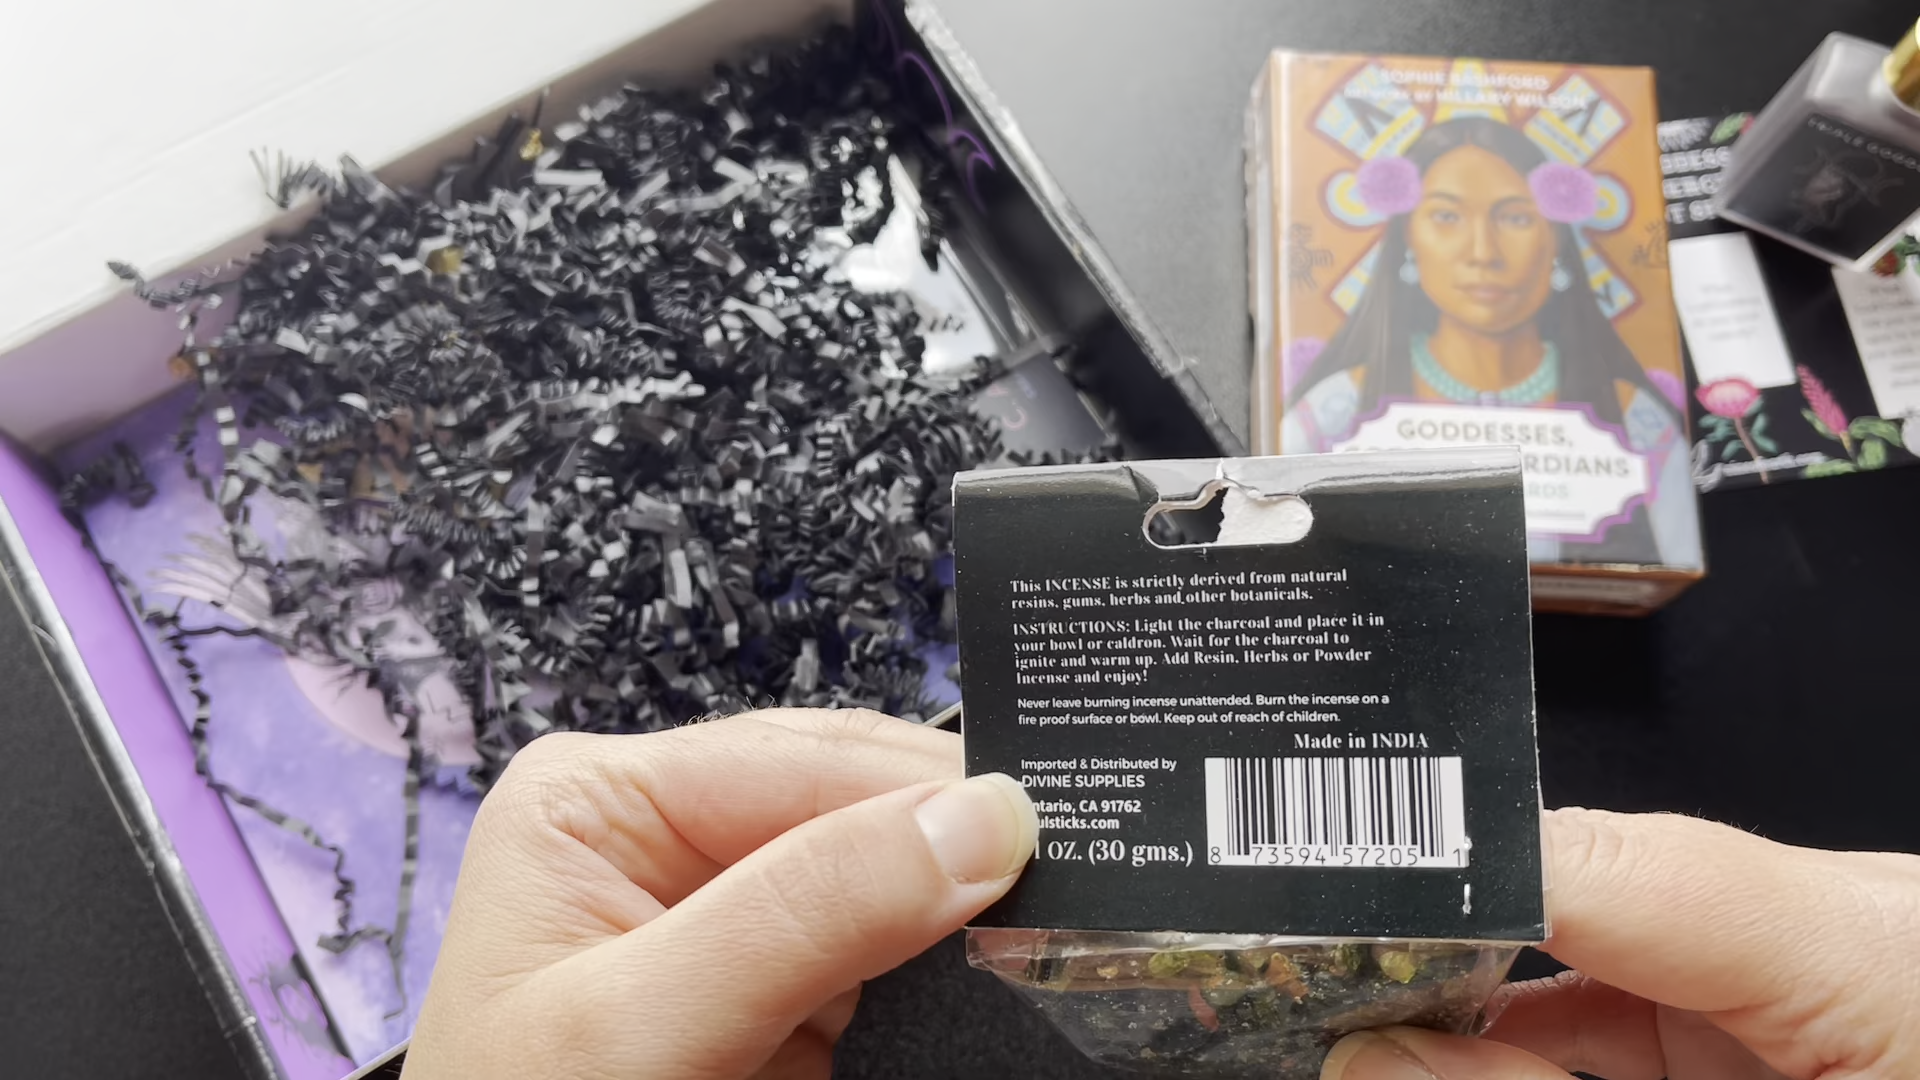 SOPHIE BASHFORD
ARTWORK BY HILLARY WILSON
GODDESSES,
RDIANS
RDS
This INCENSE is strictly derived from natural
resins, gums, herbs and other botanicals.
INSTRUCTIONS: Light the charcoal and place it in
your bowl or caldron. Wait for the charcoal to
ignite and warm up. Add Resin, Herbs or Powder
Incense and enjoy!
Never leave burning incense unattended. Burn the incense on a
fire proof surface or bowl. Keep out of reach of children.
Made in INDIA
Imported & Distributed by
DIVINE SUPPLIES
ntario, CA 91762
ulsticks.com
1 OZ. (30 gms.)
8 73594 57205 1